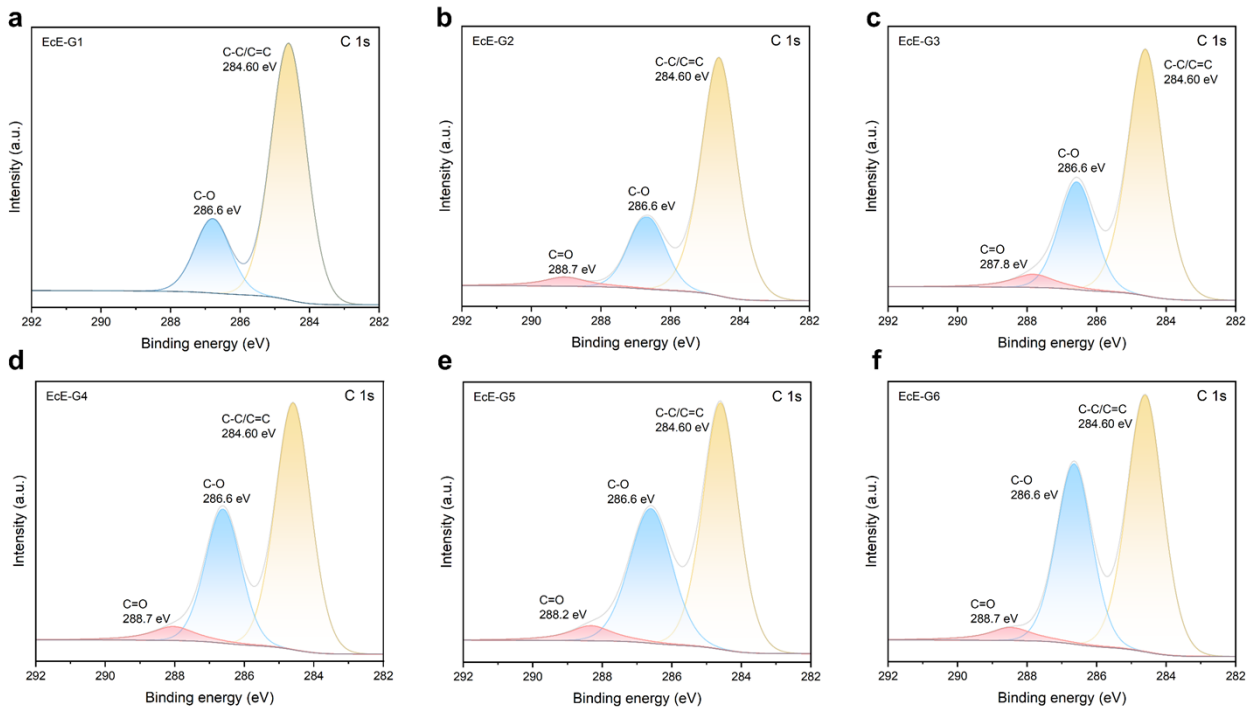 a
EcE-G1
C 1s
C-C/C=C
284.60 eV
C-O
286.6 eV
Intensity (a.u.)
292 290 288 286 284 282
Binding energy (eV)
b
EcE-G2
C 1s
C-C/C=C
284.60 eV
C-O
286.6 eV
C=O
288.7 eV
Intensity (a.u.)
292 290 288 286 284 282
Binding energy (eV)
c
EcE-G3
C 1s
C-C/C=C
284.60 eV
C-O
286.6 eV
C=O
287.8 eV
Intensity (a.u.)
292 290 288 286 284 282
Binding energy (eV)
d
EcE-G4
C 1s
C-C/C=C
284.60 eV
C-O
286.6 eV
C=O
288.7 eV
Intensity (a.u.)
292 290 288 286 284 282
Binding energy (eV)
e
EcE-G5
C 1s
C-C/C=C
284.60 eV
C-O
286.6 eV
C=O
288.2 eV
Intensity (a.u.)
292 290 288 286 284 282
Binding energy (eV)
f
EcE-G6
C 1s
C-C/C=C
284.60 eV
C-O
286.6 eV
C=O
288.7 eV
Intensity (a.u.)
292 290 288 286 284 282
Binding energy (eV)